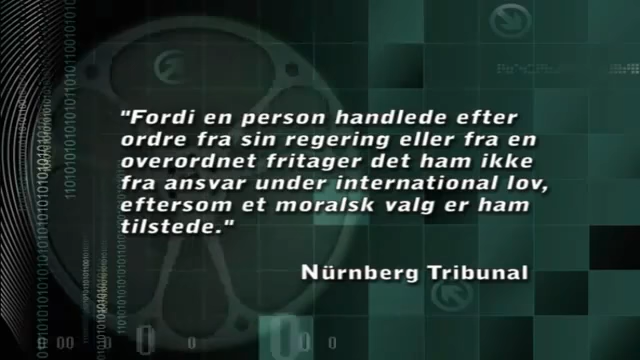 "Fordi en person handlede efter
ordre fra sin regering eller fra en
overordnet fritager det ham ikke
fra ansvar under international lov,
eftersom et moralsk valg er ham
tilstede."
Nürnberg Tribunal